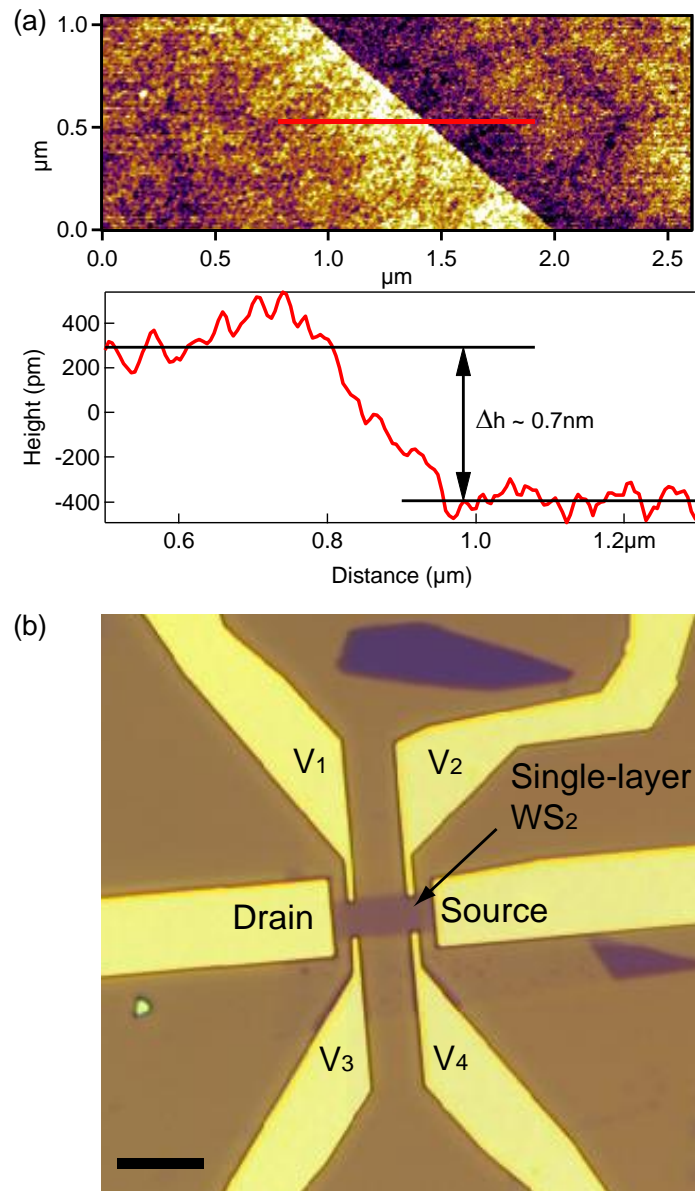 (a)
1.0
0.5
0.0
µm
0.0 0.5 1.0 1.5 2.0 2.5
µm
400
200
0
-200
-400
Height (pm)
Δh ~ 0.7nm
0.6 0.8 1.0 1.2µm
Distance (µm)
(b)
V1 V2
Single-layer
WS2
Drain Source
V3 V4